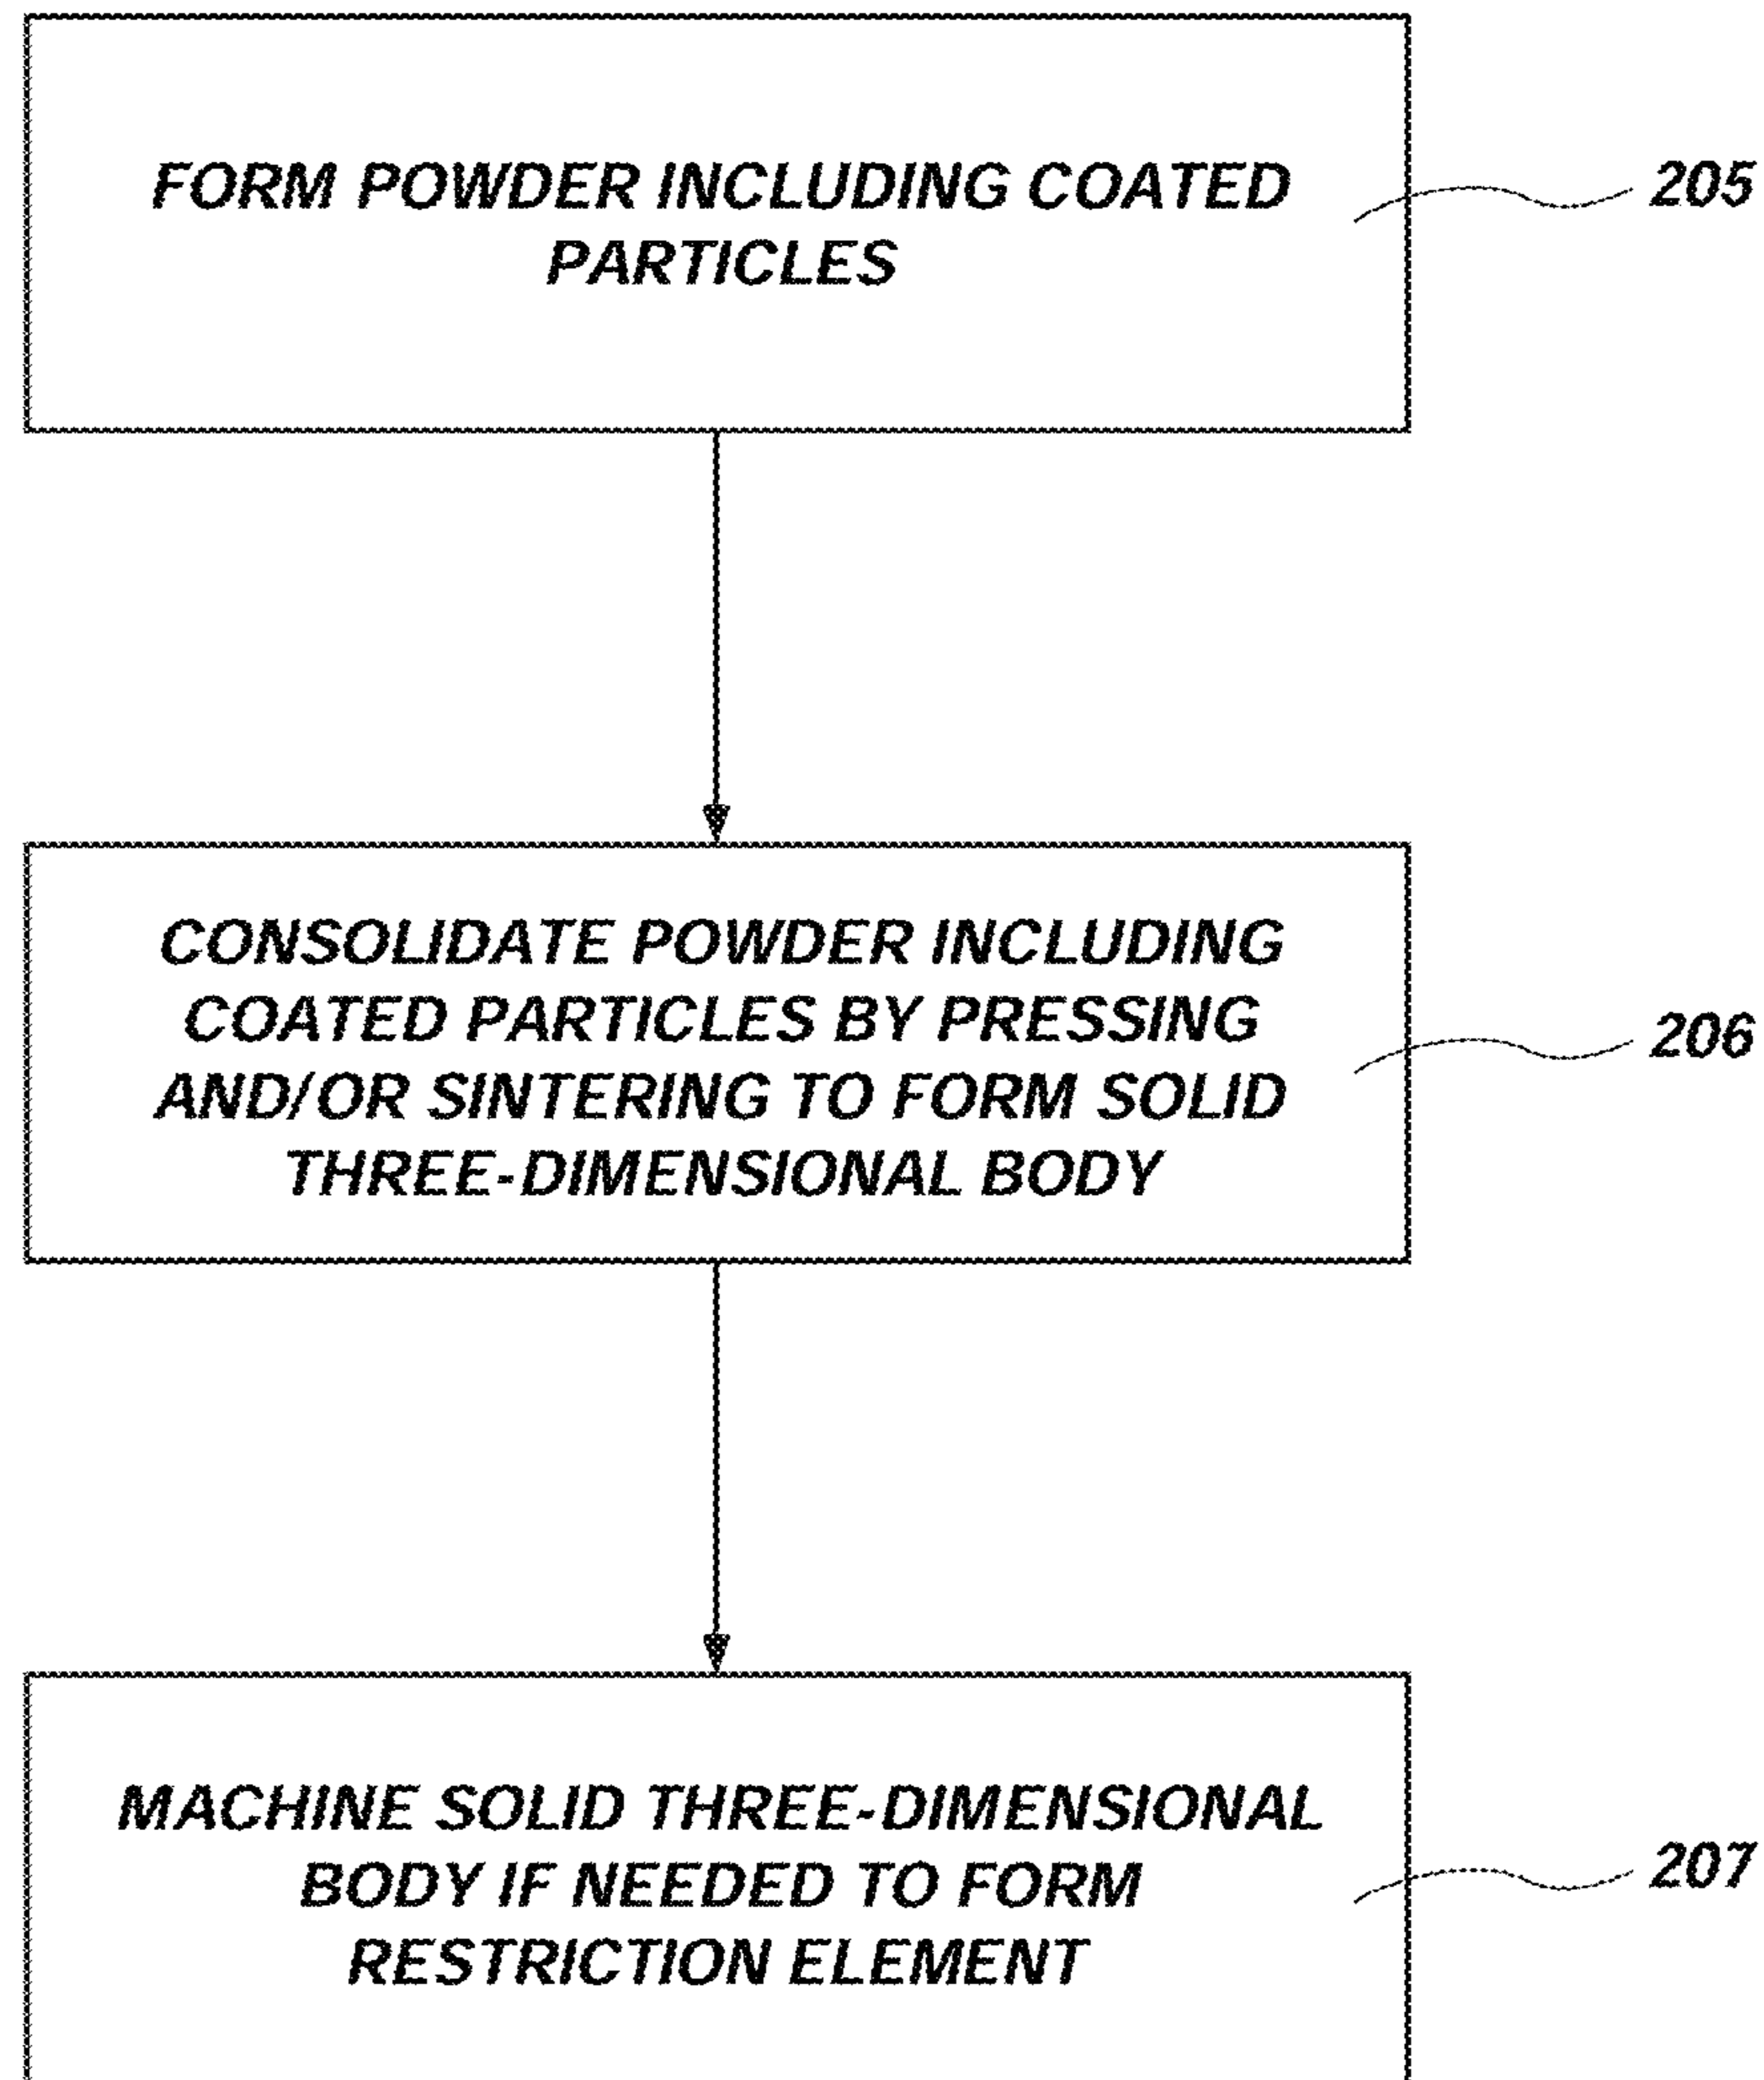 FORM POWDER INCLUDING COATED
PARTICLES
205
CONSOLIDATE POWDER INCLUDING
COATED PARTICLES BY PRESSING
AND/OR SINTERING TO FORM SOLID
THREE-DIMENSIONAL BODY
206
MACHINE SOLID THREE-DIMENSIONAL
BODY IF NEEDED TO FORM
RESTRICTION ELEMENT
207